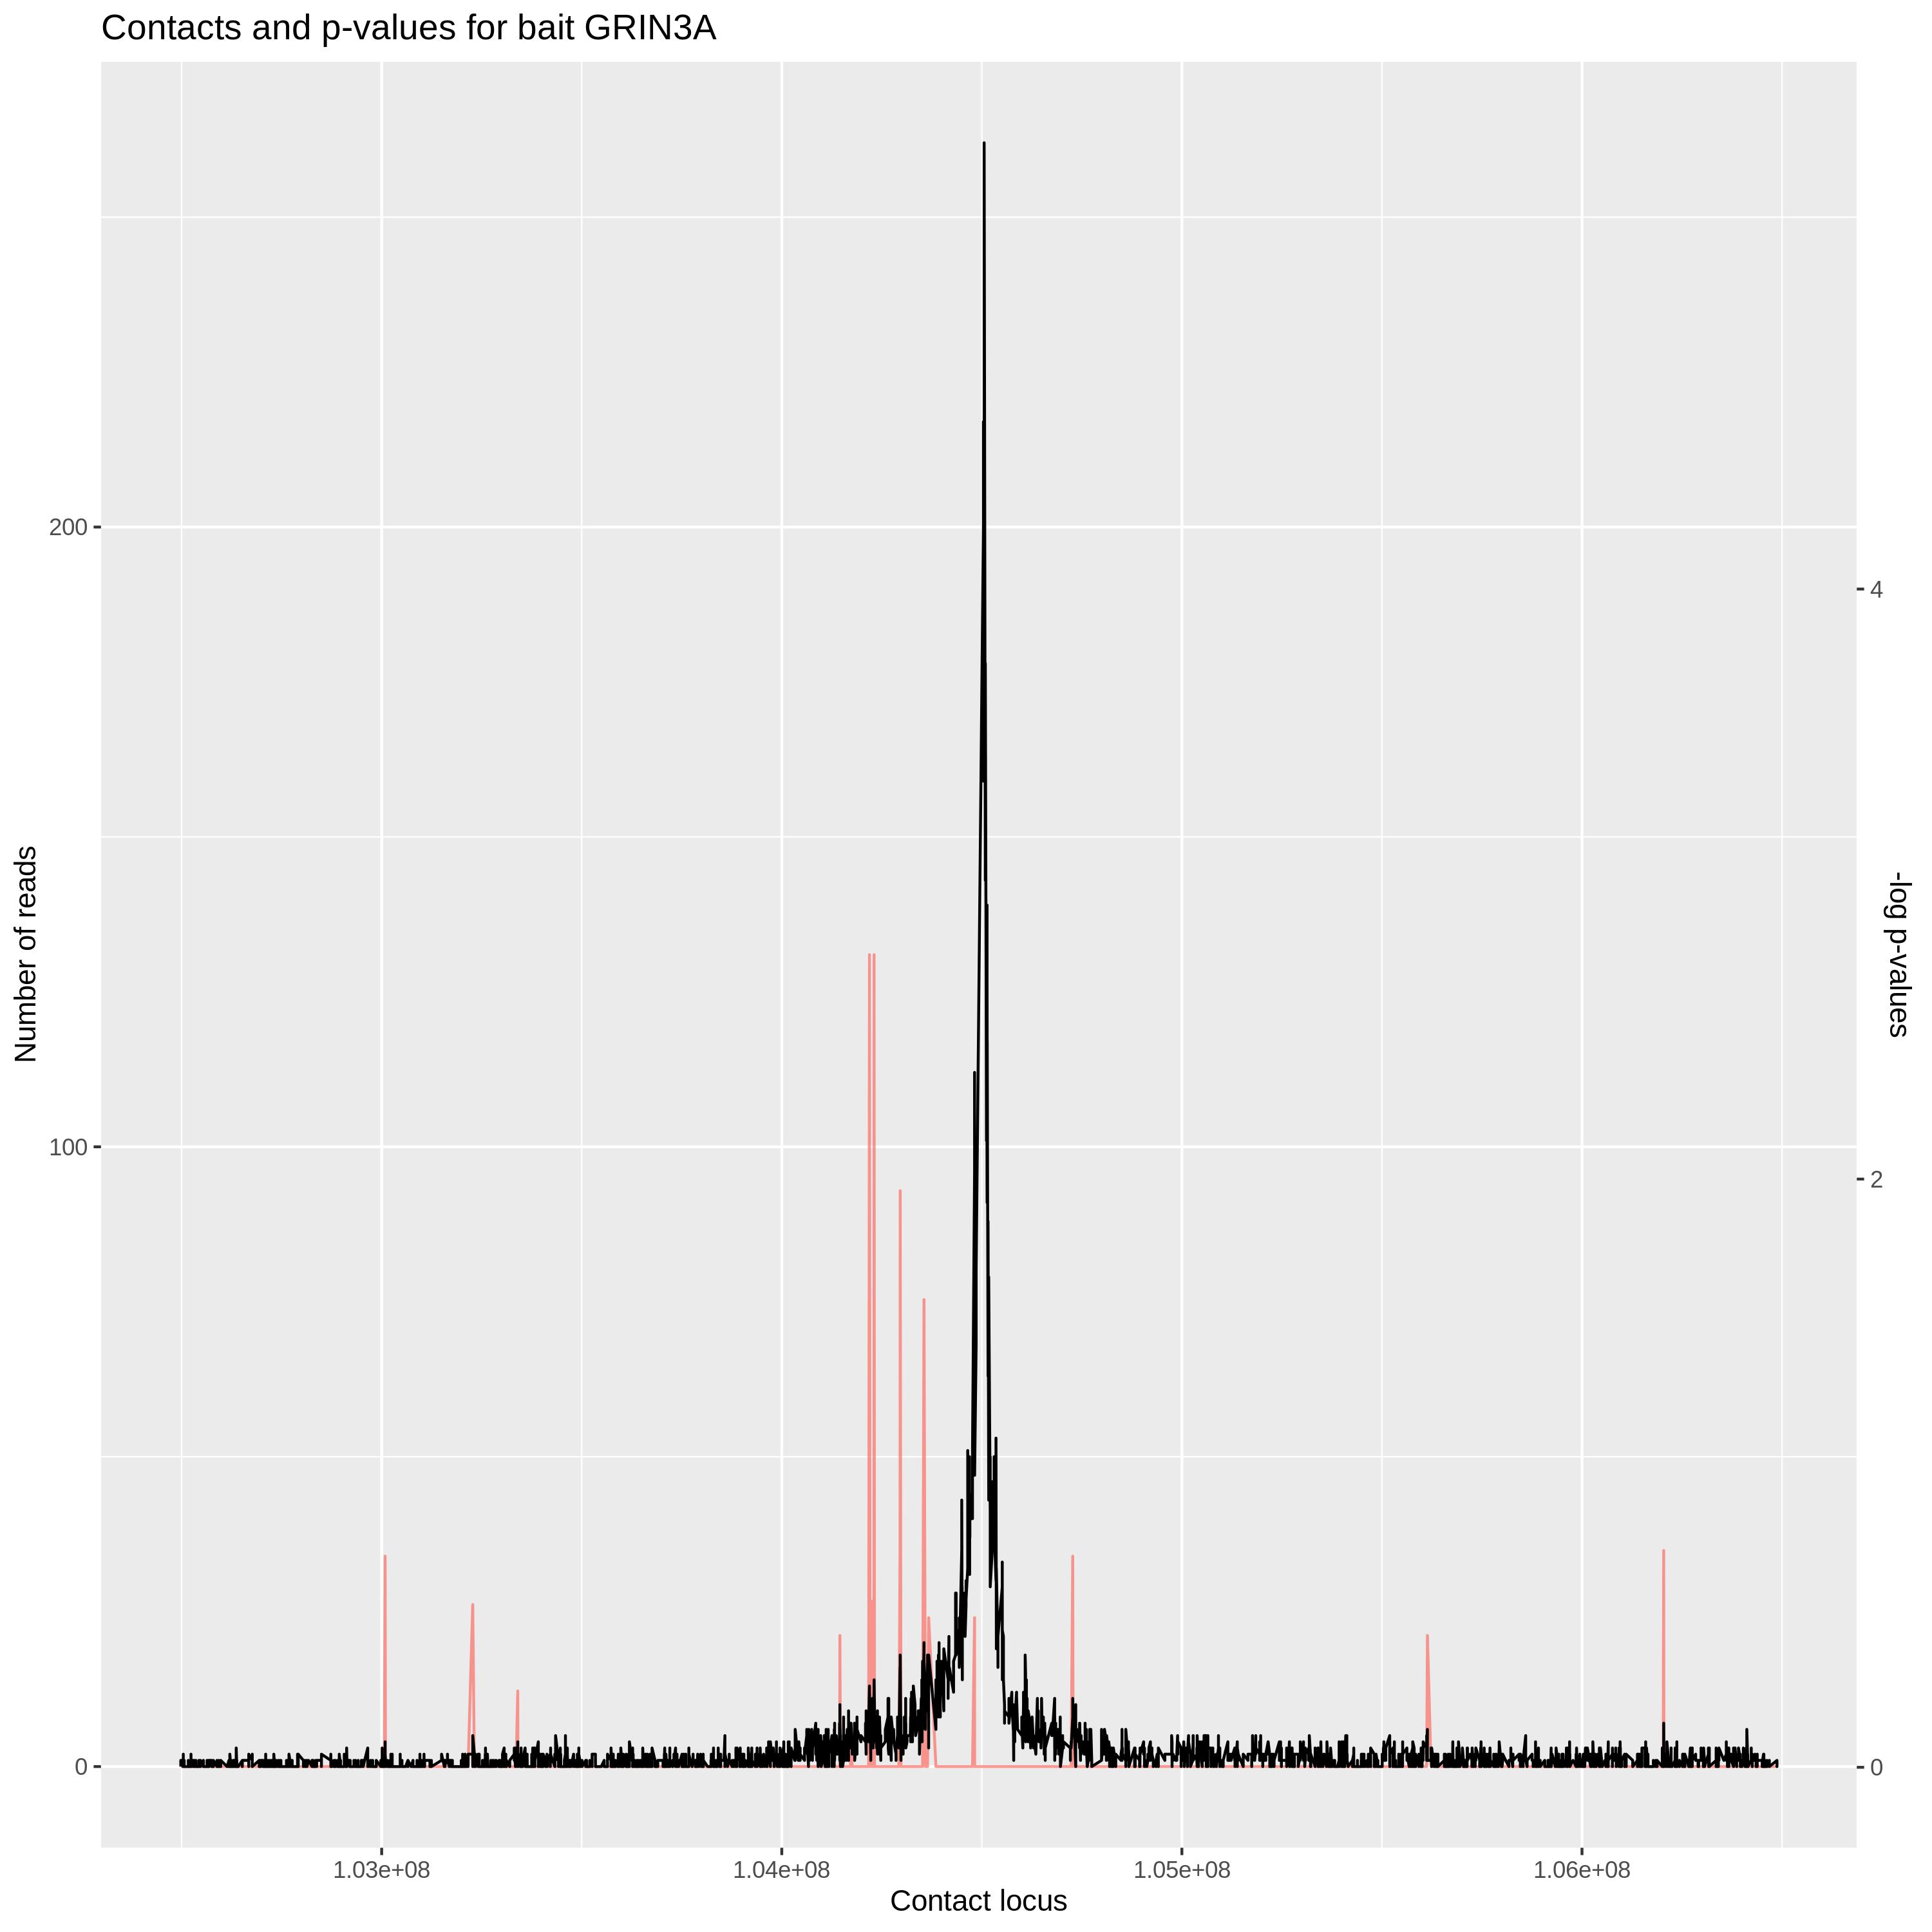 Contacts and p-values for bait GRIN3A
Number of reads
200
100
0
4
2
0
-log p-values
1.03e+08 1.04e+08 1.05e+08 1.06e+08
Contact locus